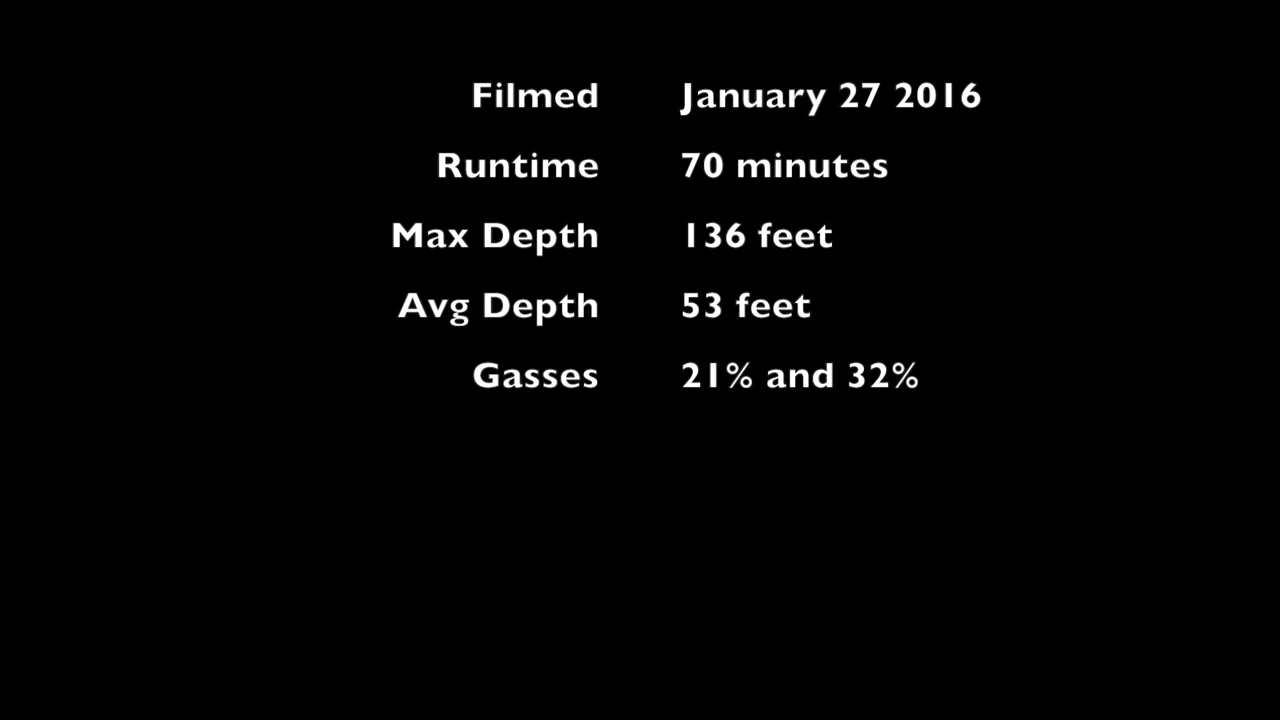 Filmed January 27 2016
Runtime 70 minutes
Max Depth 136 feet
Avg Depth 53 feet
Gasses 21% and 32%